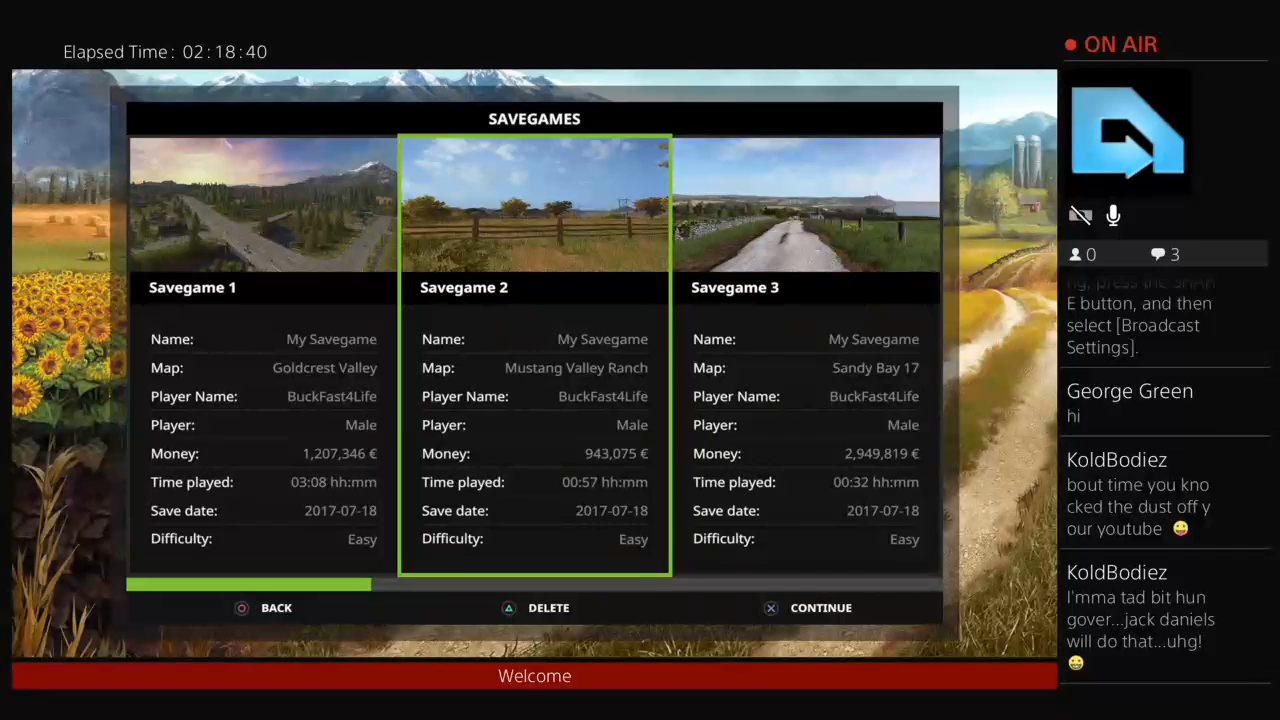 Elapsed Time: 02:18:40
ON AIR
SAVEGAMES
Savegame 1
Name: My Savegame
Map: Goldcrest Valley
Player Name: BuckFast4Life
Player: Male
Money: 1,207,346 €
Time played: 03:08 hh:mm
Save date: 2017-07-18
Difficulty: Easy
Savegame 2
Name: My Savegame
Map: Mustang Valley Ranch
Player Name: BuckFast4Life
Player: Male
Money: 943,075 €
Time played: 00:57 hh:mm
Save date: 2017-07-18
Difficulty: Easy
Savegame 3
Name: My Savegame
Map: Sandy Bay 17
Player Name: BuckFast4Life
Player: Male
Money: 2,949,819 €
Time played: 00:32 hh:mm
Save date: 2017-07-18
Difficulty: Easy
BACK
DELETE
CONTINUE
Welcome
0 3
ng, press the SHAR
E button, and then
select [Broadcast
Settings].
George Green
hi
KoldBodiez
bout time you kno
cked the dust off y
our youtube 😛
KoldBodiez
I'mma tad bit hun
gover...jack daniels
will do that...uhg!
😀